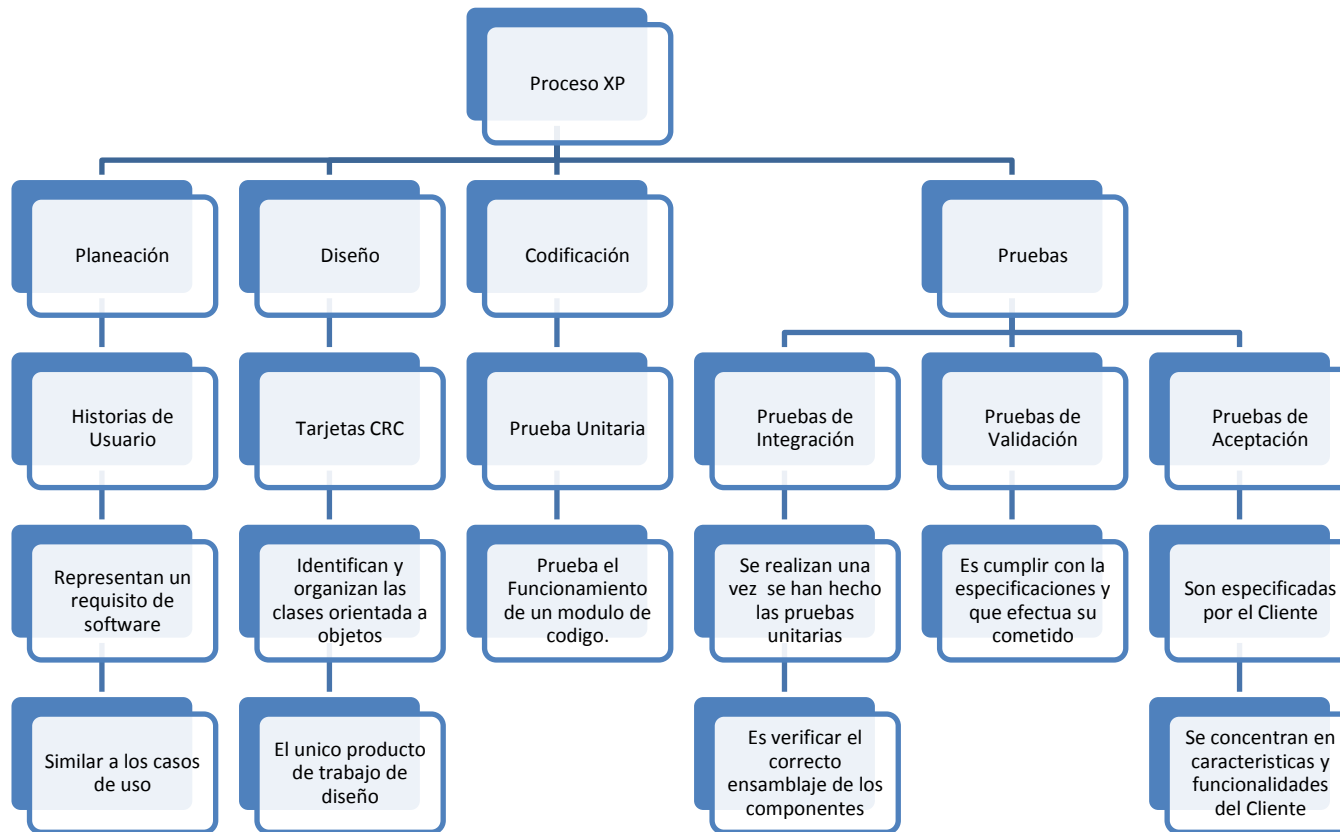 Proceso XP
Planeación
Diseño
Codificación
Pruebas
Historias de
Usuario
Tarjetas CRC
Prueba Unitaria
Pruebas de
Integración
Pruebas de
Validación
Pruebas de
Aceptación
Representan un
requisito de
software
Identifican y
organizan las
clases orientada a
objetos
Prueba el
Funcionamiento
de un modulo de
codigo.
Se realizan una
vez se han hecho
las pruebas
unitarias
Es cumplir con la
especificaciones y
que efectua su
cometido
Son especificadas
por el Cliente
Similar a los casos
de uso
El unico producto
de trabajo de
diseño
Es verificar el
correcto
ensamblaje de los
componentes
Se concentran en
caracteristicas y
funcionalidades
del Cliente